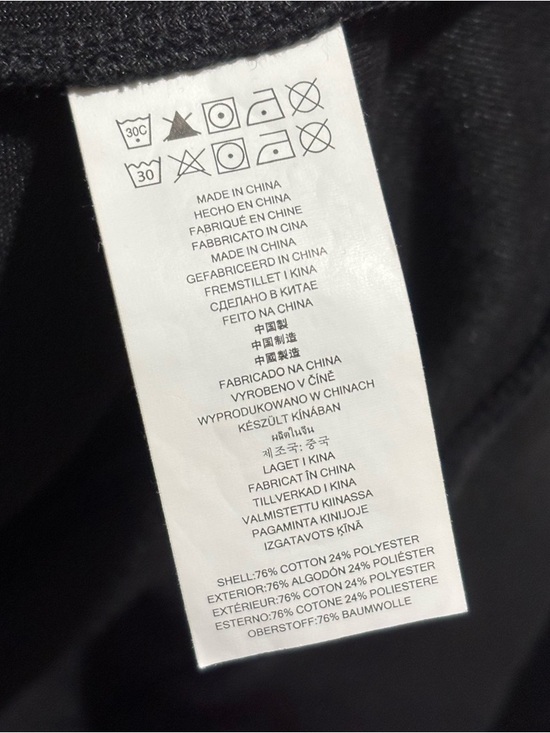 30C
30
MADE IN CHINA
HECHO EN CHINA
FABRIQUÉ EN CHINE
FABBRICATO IN CINA
MADE IN CHINA
GEFABRICEERD IN CHINA
FREMSTILLET I KINA
СДЕЛАНО В КИТАЕ
FEITO NA CHINA
中国製
中国制造
中國製造
FABRICADO NA CHINA
VYROBENO V ČÍNĚ
WYPRODUKOWANO W CHINACH
KÉSZÜLT KÍNÁBAN
ผลิตในจีน
제조국: 중국
LAGET I KINA
FABRICAT ÎN CHINA
TILLVERKAD I KINA
VALMISTETTU KIINASSA
PAGAMINTA KINIJOJE
IZGATAVOTS ĶĪNĀ
SHELL:76% COTTON 24% POLYESTER
EXTERIOR:76% ALGODÓN 24% POLIÉSTER
EXTÉRIEUR:76% COTON 24% POLYESTER
ESTERNO:76% COTONE 24% POLIESTERE
OBERSTOFF:76% BAUMWOLLE